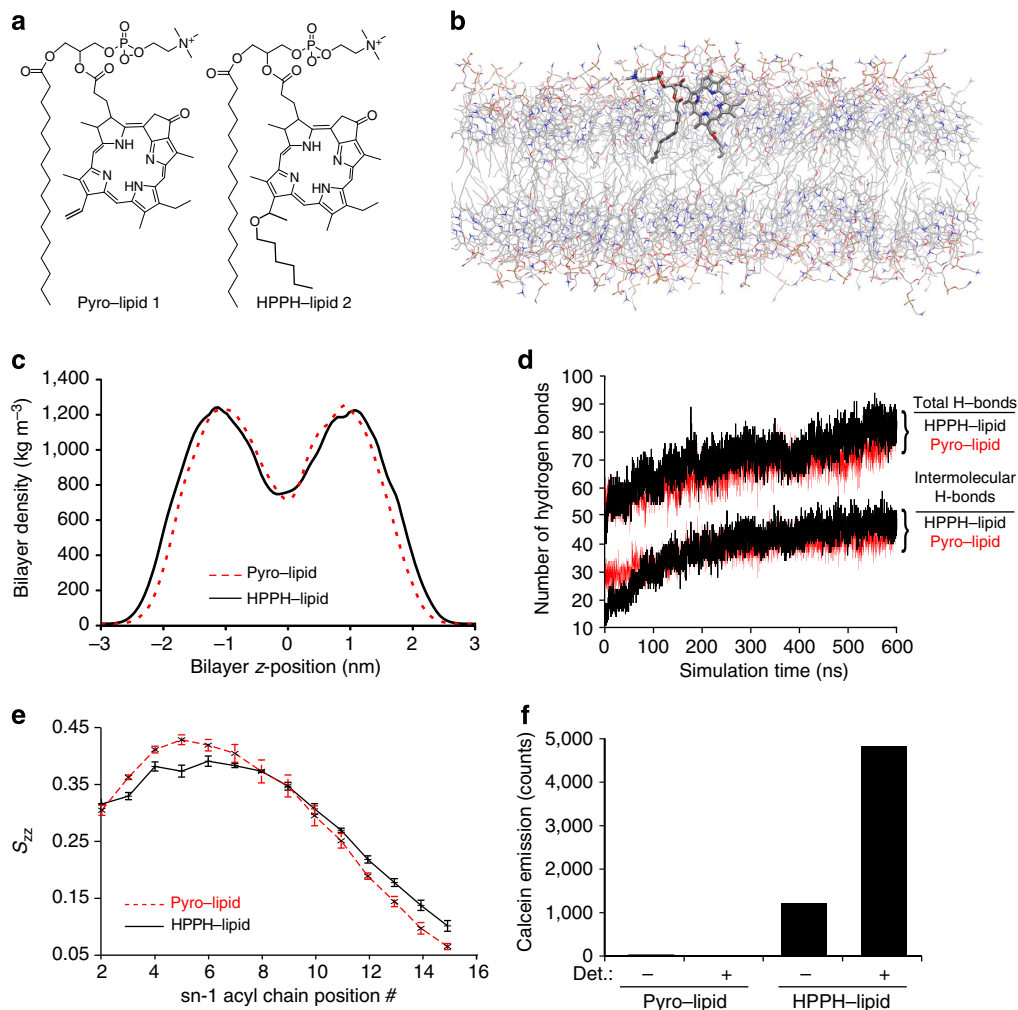 a
O
O
P
O
O
N+
O−
O
O
O
O
O
NH
N
N
HN
Pyro–lipid 1
O
O
P
O
O
N+
O−
O
O
O
O
O
NH
N
N
HN
O
HPPH–lipid 2
b
c
Bilayer density (kg m−3)
1,400
1,200
1,000
800
600
400
200
0
Pyro–lipid
HPPH–lipid
−3 −2 −1 0 1 2 3
Bilayer z-position (nm)
d
Number of hydrogen bonds
100
90
80
70
60
50
40
30
20
10
Total H–bonds
HPPH–lipid
Pyro–lipid
Intermolecular
H-bonds
HPPH–lipid
Pyro–lipid
0 100 200 300 400 500 600
Simulation time (ns)
e
Szz
0.45
0.35
0.25
0.15
0.05
Pyro–lipid
HPPH–lipid
2 4 6 8 10 12 14 16
sn-1 acyl chain position #
f
Calcein emission (counts)
5,000
4,000
3,000
2,000
1,000
0
Det.: − + − +
Pyro–lipid HPPH–lipid